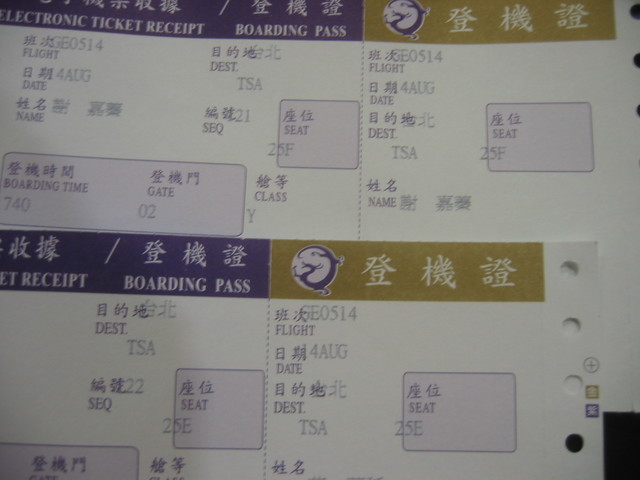 電子機票收據 / 登機證
ELECTRONIC TICKET RECEIPT BOARDING PASS
登機證
班次 GE0514
FLIGHT
目的地 台北
DEST.
TSA
日期 14AUG
DATE
姓名 謝 嘉
NAME
編號 21
SEQ
座位
SEAT
25F
登機時間
BOARDING TIME
740
登機門
GATE
02
艙等
CLASS
Y
班次 GE0514
FLIGHT
日期 14AUG
DATE
目的地 台北
DEST.
TSA
座位
SEAT
25F
姓名
NAME 謝 嘉
收據 / 登機證
ET RECEIPT BOARDING PASS
登機證
目的地 台北
DEST.
TSA
編號 22
SEQ
座位
SEAT
25E
登機門
艙等
班次 GE0514
FLIGHT
日期 14AUG
DATE
目的地 台北
DEST.
TSA
座位
SEAT
25E
姓名